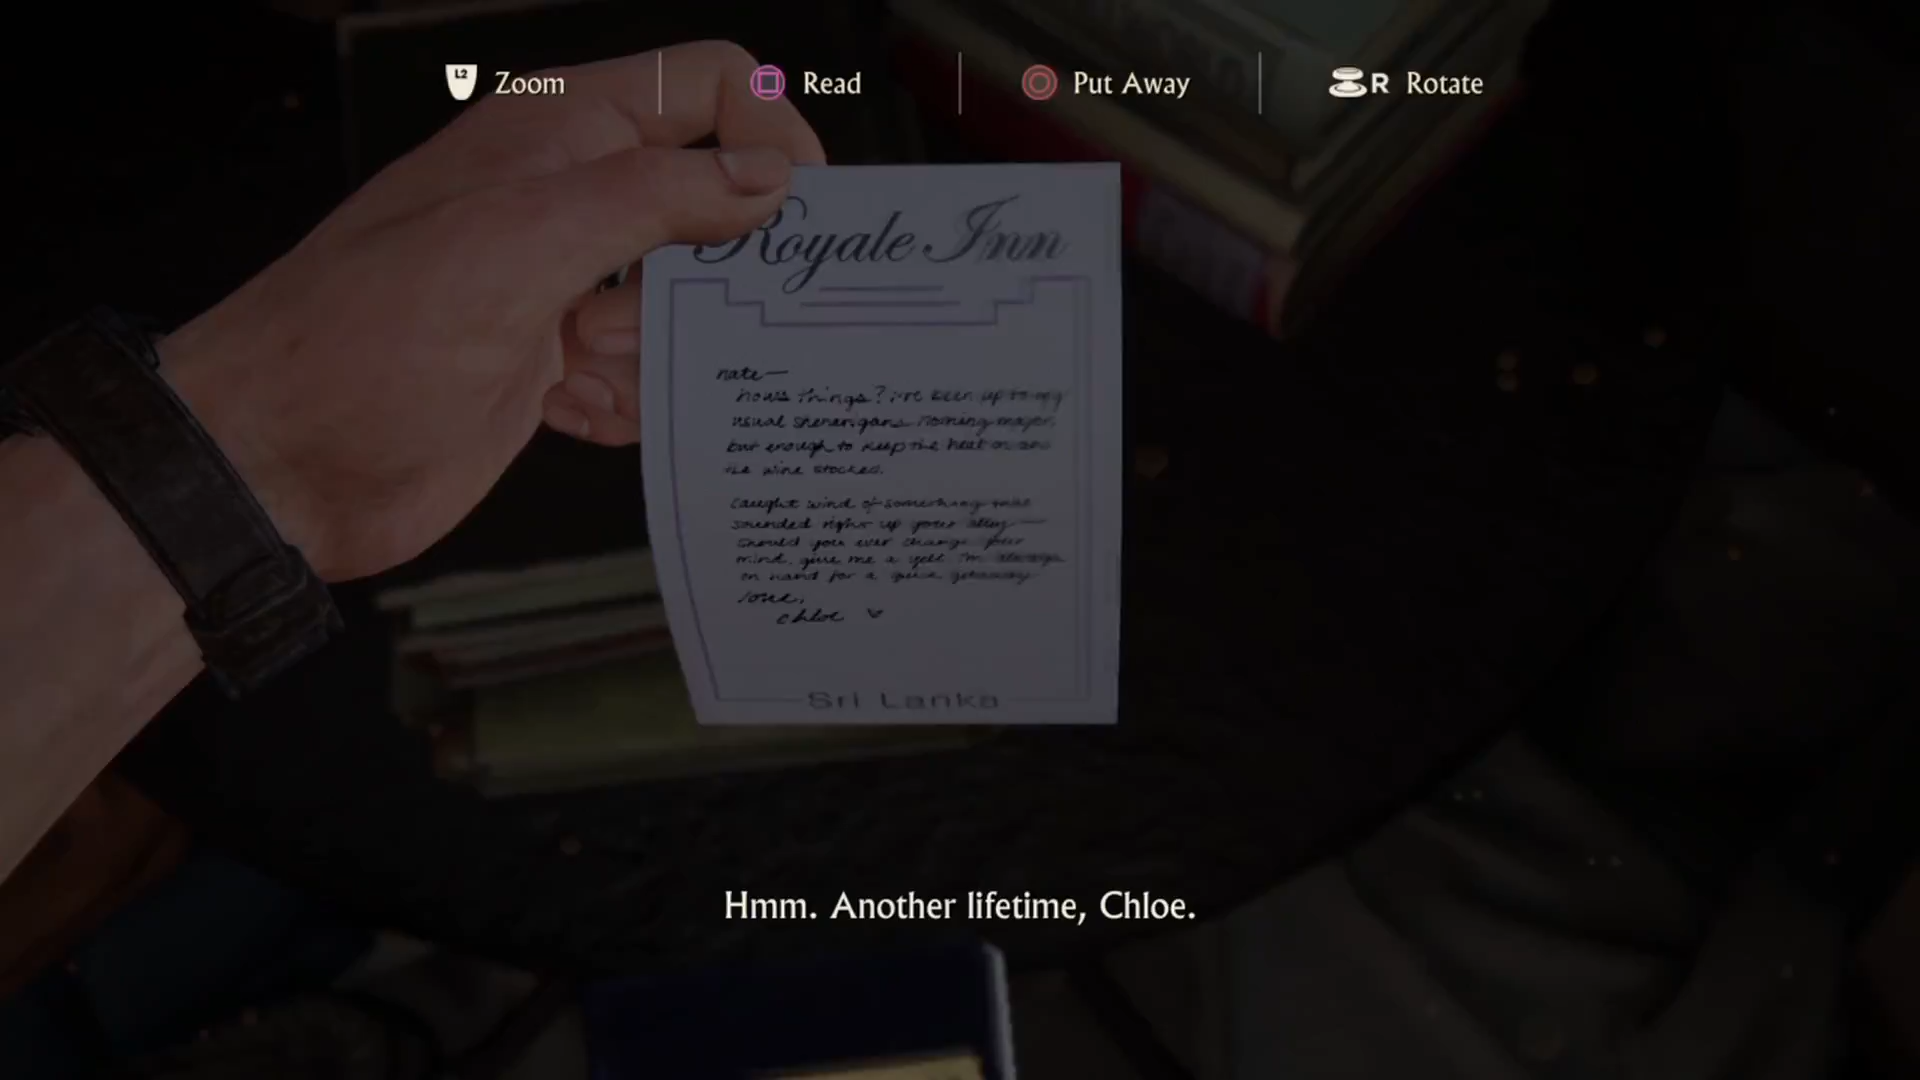 L2 Zoom
Read
Put Away
R Rotate
Royale Inn
nate—
hows things? i've been up to my
usual shenanigans. Nothing major,
but enough to keep the heat on and
the wine stocked.
Caught wind of something that
sounded right up your alley—
Should you ever change your
mind, give me a yell. I'm always
on hand for a quick getaway
love,
chloe
Sri Lanka
Hmm. Another lifetime, Chloe.